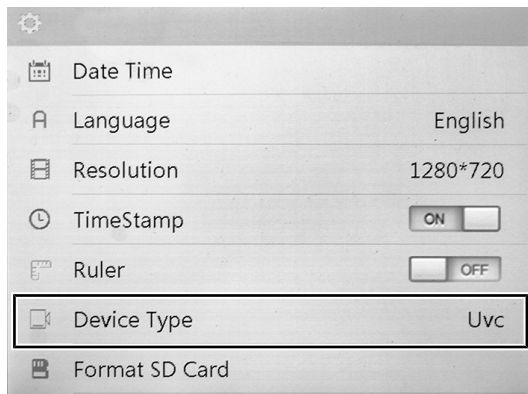 Date Time
Language English
Resolution 1280*720
TimeStamp ON
Ruler OFF
Device Type Uvc
Format SD Card